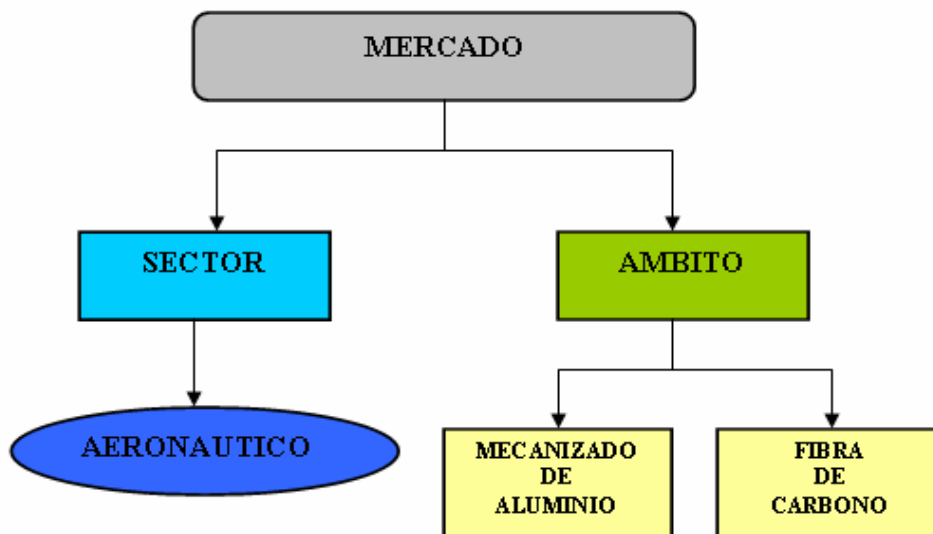 MERCADO
SECTOR
AMBITO
AERONAUTICO
MECANIZADO
DE
ALUMINIO
FIBRA
DE
CARBONO